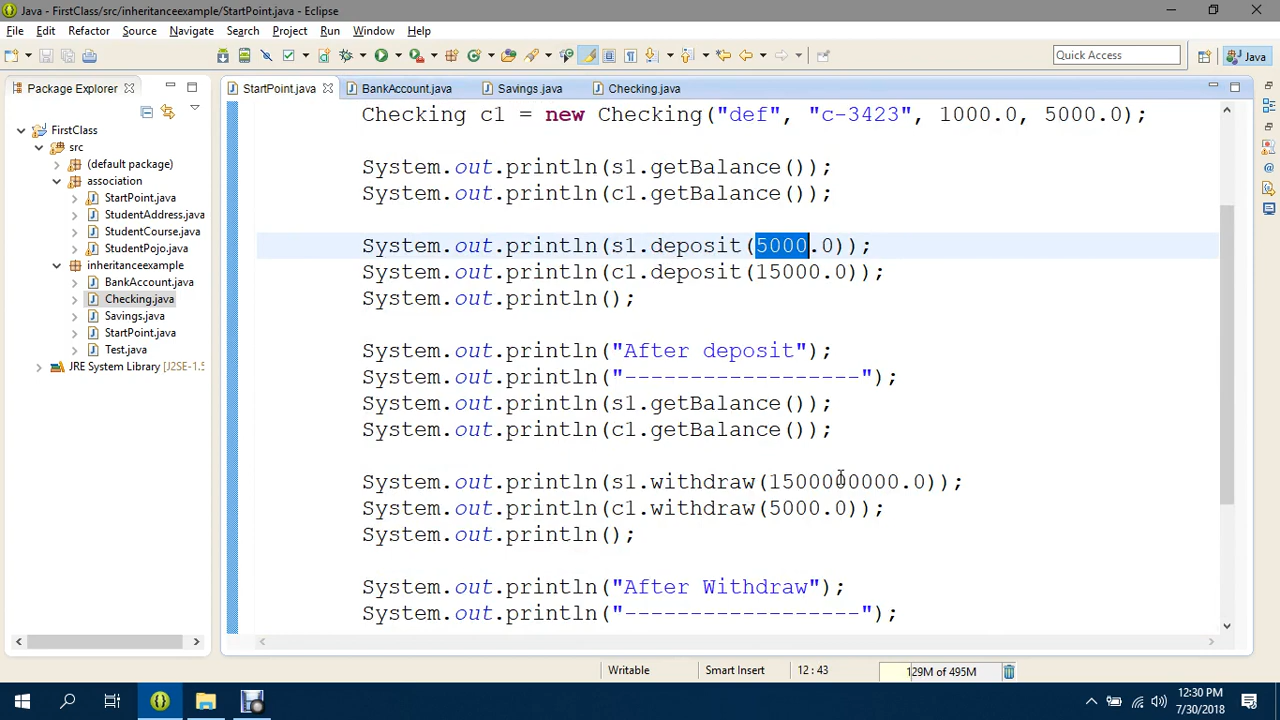 Java - FirstClass/src/inheritanceexample/StartPoint.java - Eclipse
File Edit Refactor Source Navigate Search Project Run Window Help
Quick Access
Java
Package Explorer
StartPoint.java
BankAccount.java
Savings.java
Checking.java
FirstClass
src
(default package)
association
StartPoint.java
StudentAddress.java
StudentCourse.java
StudentPojo.java
inheritanceexample
BankAccount.java
Checking.java
Savings.java
StartPoint.java
Test.java
JRE System Library [J2SE-1.5
Checking c1 = new Checking("def", "c-3423", 1000.0, 5000.0);
System.out.println(s1.getBalance());
System.out.println(c1.getBalance());
System.out.println(s1.deposit(5000.0));
System.out.println(c1.deposit(15000.0));
System.out.println();
System.out.println("After deposit");
System.out.println("------------------");
System.out.println(s1.getBalance());
System.out.println(c1.getBalance());
System.out.println(s1.withdraw(1500000000.0));
System.out.println(c1.withdraw(5000.0));
System.out.println();
System.out.println("After Withdraw");
System.out.println("------------------");
Writable
Smart Insert
12 : 43
129M of 495M
12:30 PM
7/30/2018